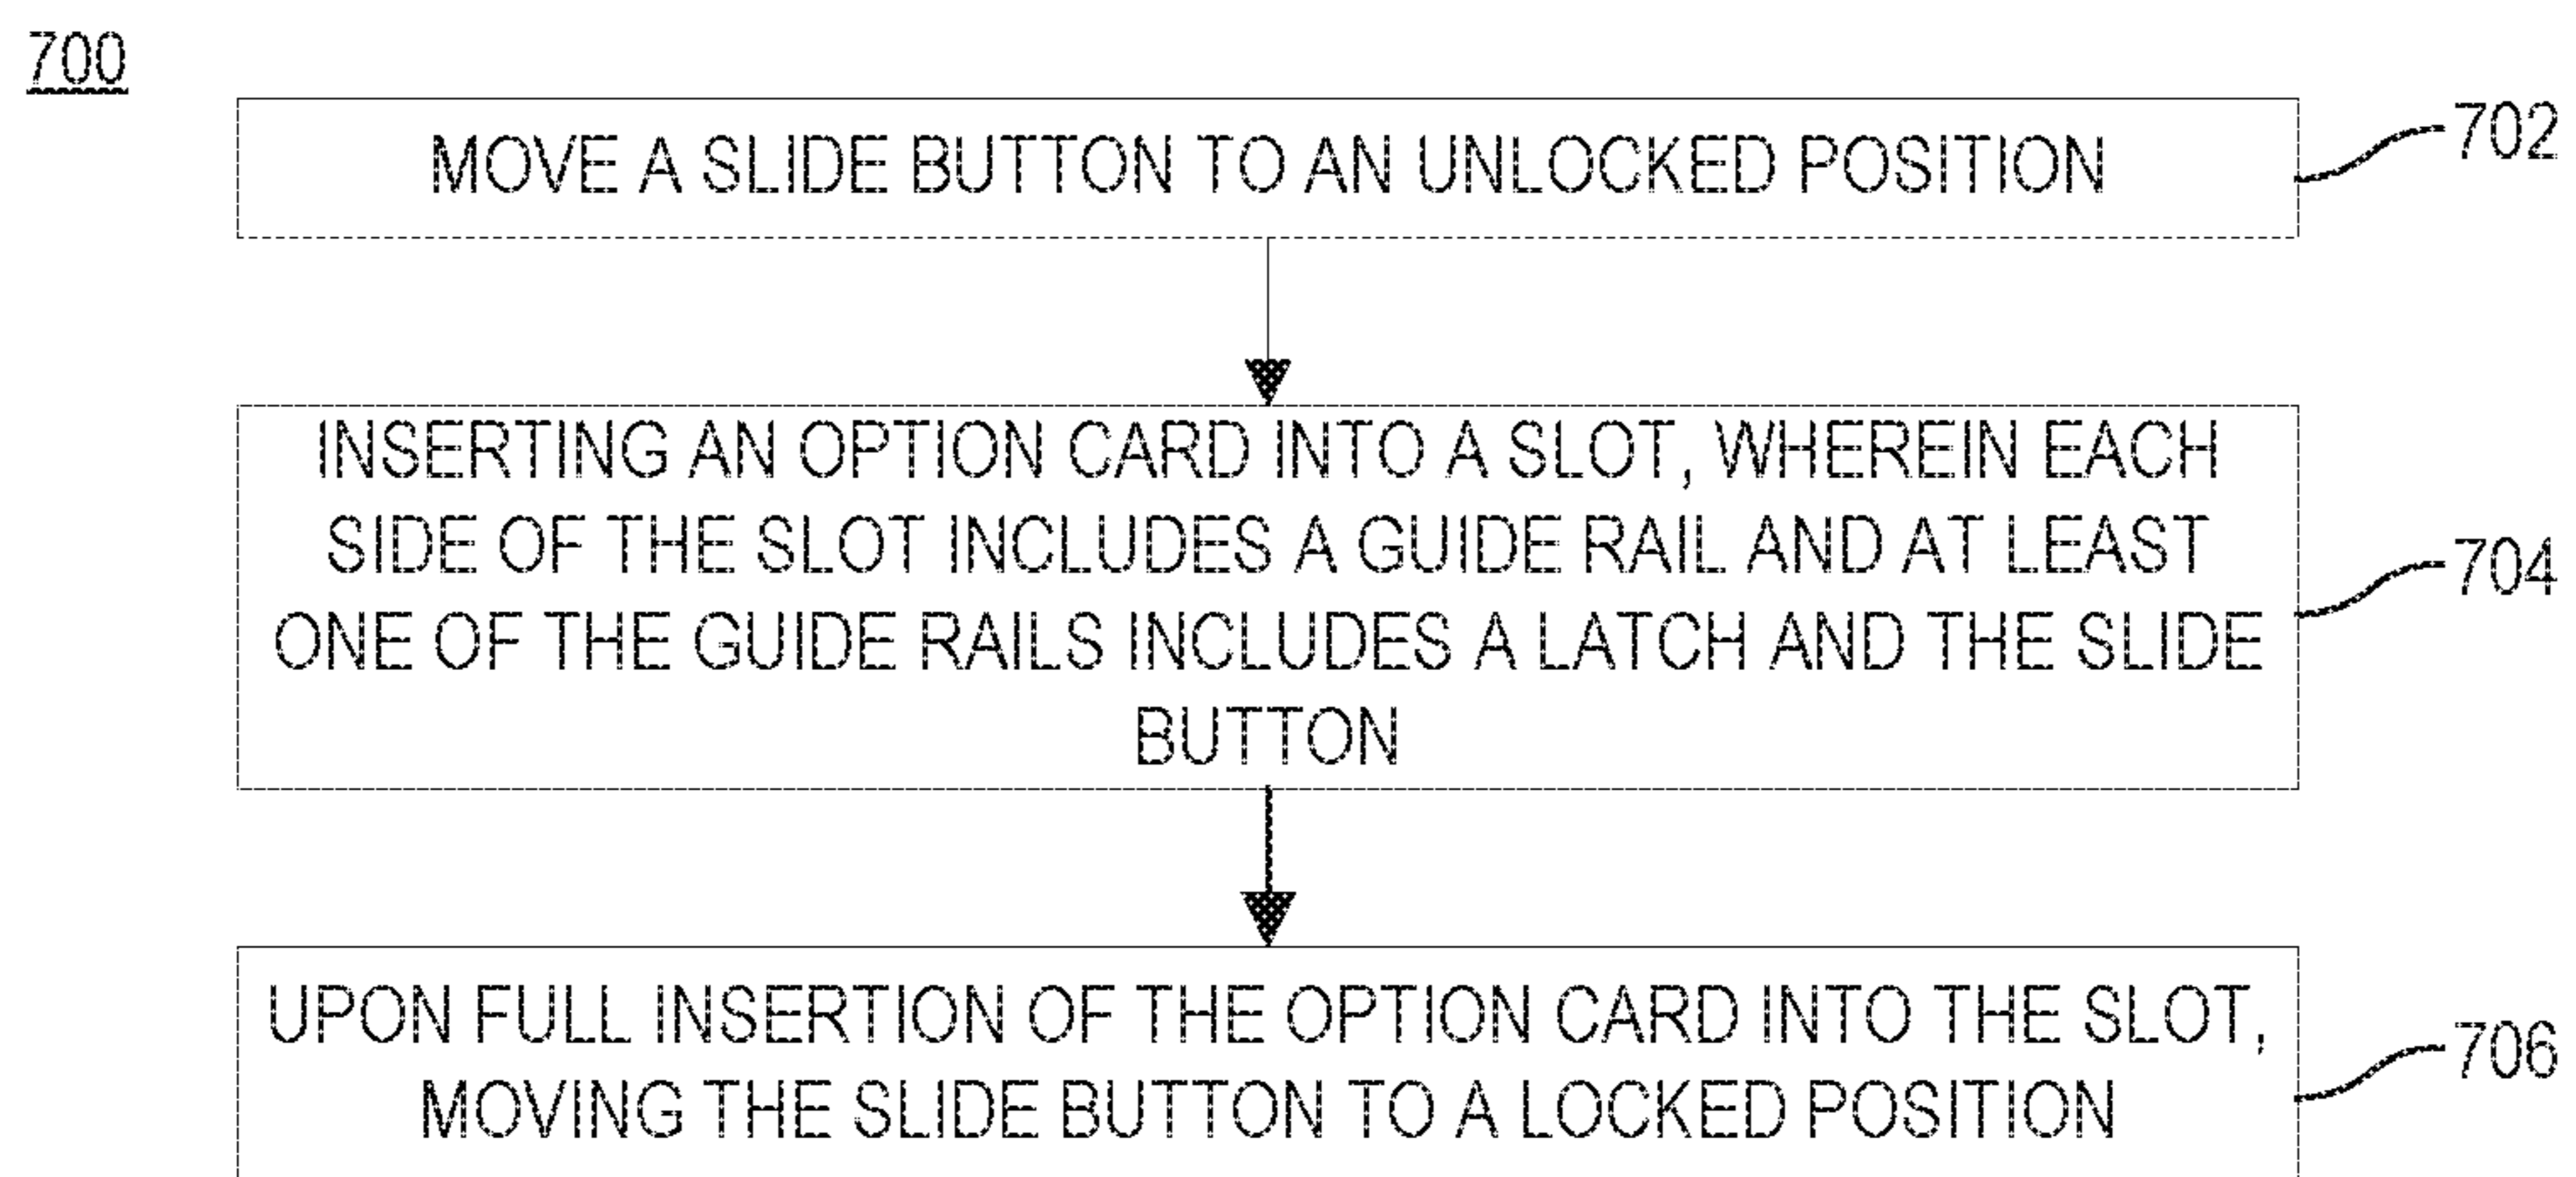 700
MOVE A SLIDE BUTTON TO AN UNLOCKED POSITION
702
INSERTING AN OPTION CARD INTO A SLOT, WHEREIN EACH
SIDE OF THE SLOT INCLUDES A GUIDE RAIL AND AT LEAST
ONE OF THE GUIDE RAILS INCLUDES A LATCH AND THE SLIDE
BUTTON
704
UPON FULL INSERTION OF THE OPTION CARD INTO THE SLOT,
MOVING THE SLIDE BUTTON TO A LOCKED POSITION
706